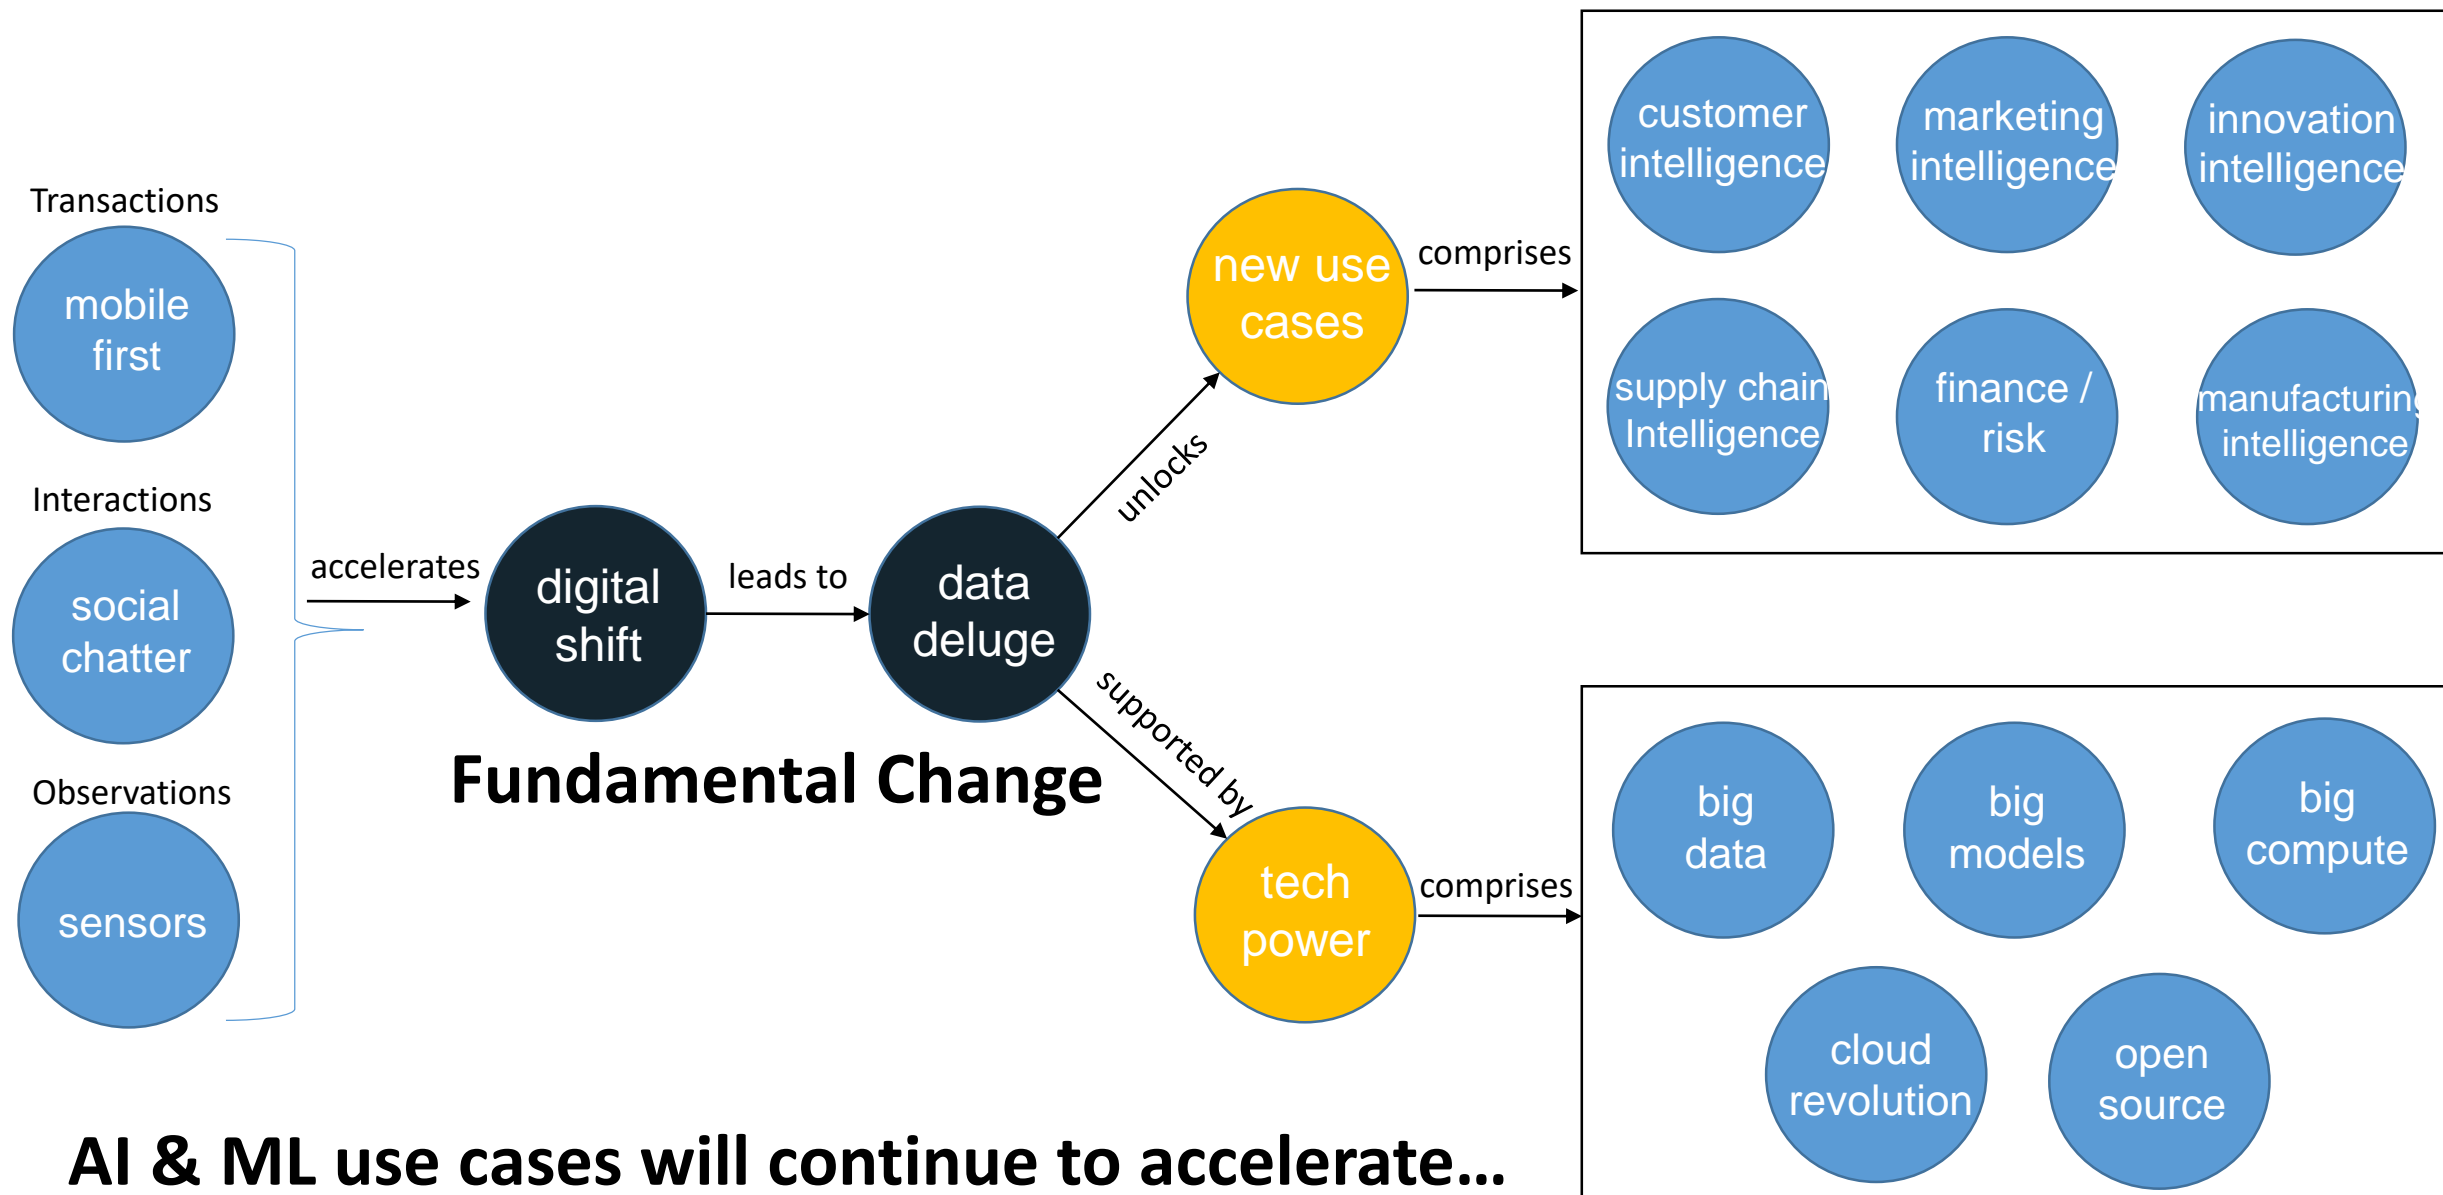 Transactions
mobile
first
Interactions
social
chatter
Observations
sensors
accelerates
digital
shift
leads to
data
deluge
Fundamental Change
unlocks
new use
cases
comprises
customer
intelligence
marketing
intelligence
innovation
intelligence
supply chain
Intelligence
finance /
risk
manufacturing
intelligence
supported by
tech
power
comprises
big
data
big
models
big
compute
cloud
revolution
open
source
AI & ML use cases will continue to accelerate...